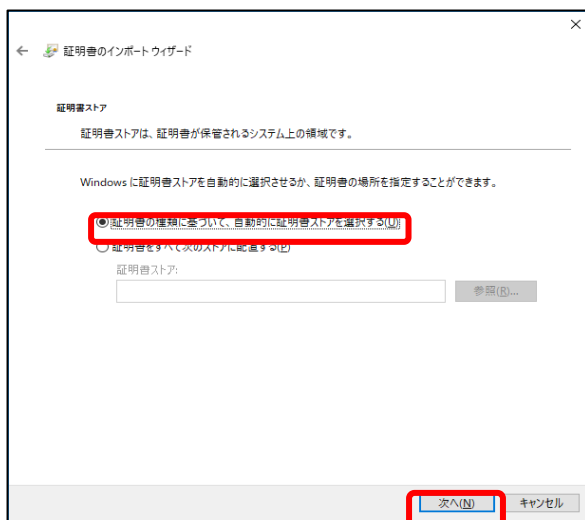 証明書のインポート ウィザード
証明書ストア
証明書ストアは、証明書が保管されるシステム上の領域です。
Windows に証明書ストアを自動的に選択させるか、証明書の場所を指定することができます。
証明書の種類に基づいて、自動的に証明書ストアを選択する(U)
証明書をすべて次のストアに配置する(P)
証明書ストア:
参照(R)...
次へ(N)
キャンセル